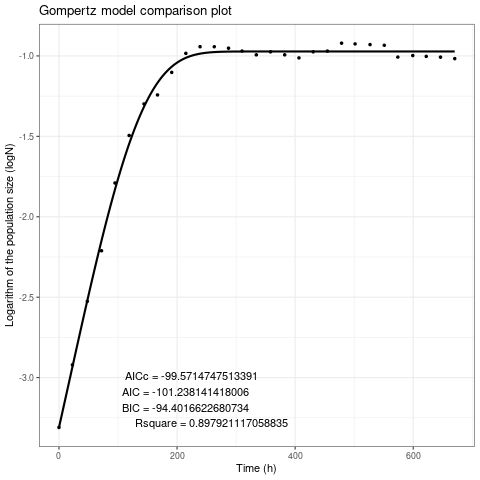 Gompertz model comparison plot
Logarithm of the population size (logN)
-1.0
-1.5
-2.0
-2.5
-3.0
AICc = -99.5714747513391
AIC = -101.238141418006
BIC = -94.4016622680734
Rsquare = 0.897921117058835
0 200 400 600
Time (h)